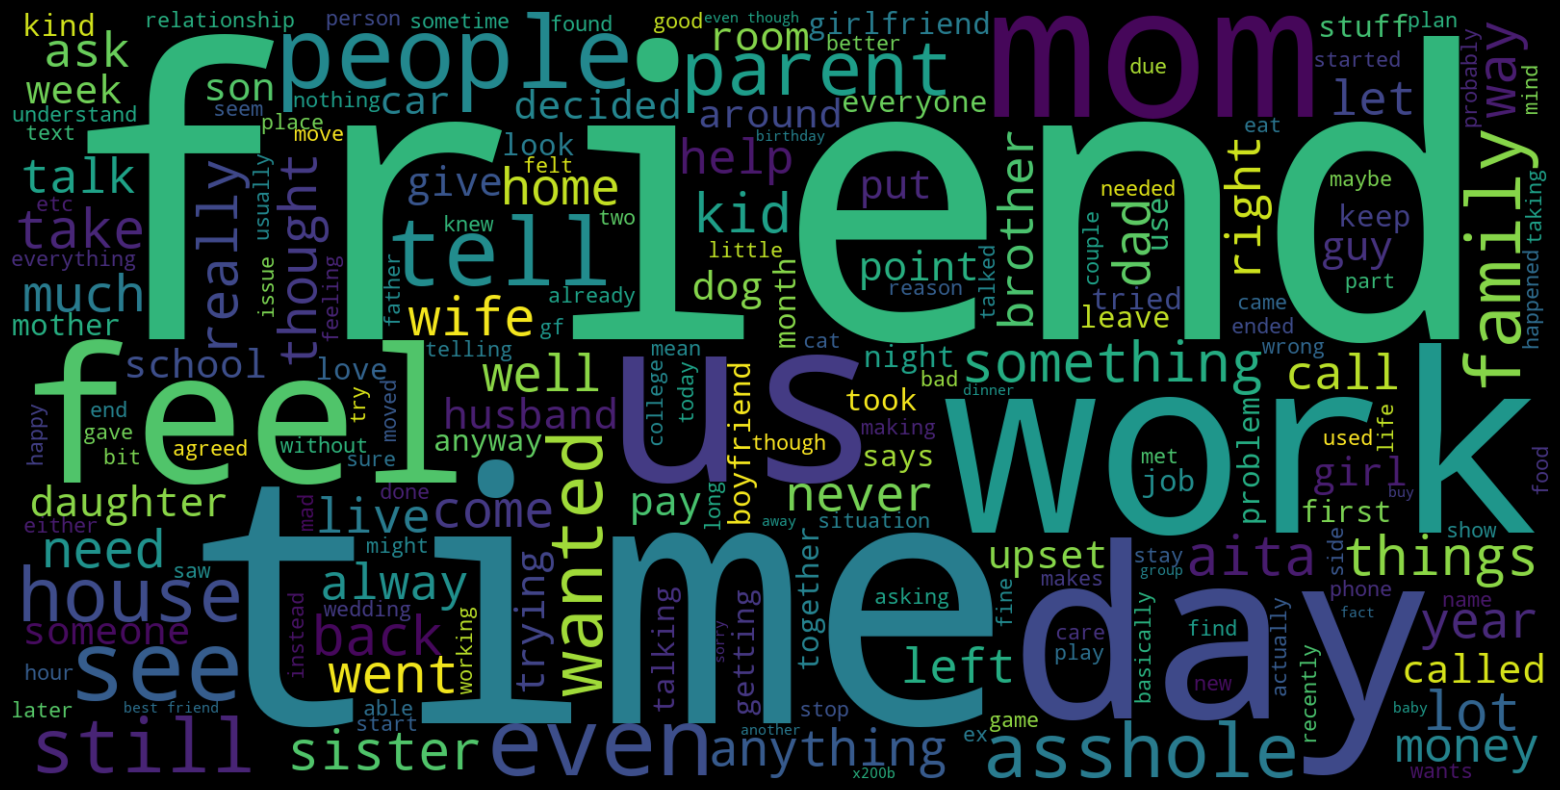 kind
relationship
person
sometime
found
good
even though
girlfriend
mom
stuff
plan
ask
people
room
better
parent
due
started
way
week
son
car
decided
around
everyone
let
probably
mind
understand
seem
nothing
text
place
move
friend
look
birthday
eat
talk
really
usually
thought
give
felt
home
help
put
brother
needed
right
maybe
family
etc
take
knew
tell
two
kid
little
dad
used
keep
guy
taking
everything
issue
feeling
father
already
dog
month
point
reason
talked
couple
tried
part
came
happened
much
mother
wife
gf
leave
ended
school
love
telling
mean
cat
night
something
wrong
feel
well
us
bad
call
dinner
work
happy
end
gave
bit
agreed
without
try
moved
husband
college
today
boyfriend
took
making
life
used
anyway
wanted
though
says
met
job
problem
girl
buy
food
sure
daughter
mad
done
live
come
pay
long
never
first
either
time
might
away
situation
show
need
saw
alway
trying
together
upset
stay
group
aita
side
things
house
wedding
asking
fine
makes
day
phone
fact
name
someone
instead
back
working
talking
getting
sorry
care
play
basically
find
actually
year
see
hour
went
left
new
called
later
best friend
able
start
stop
game
recently
baby
lot
still
sister
even
another
anything
ex
asshole
money
x200b
wants